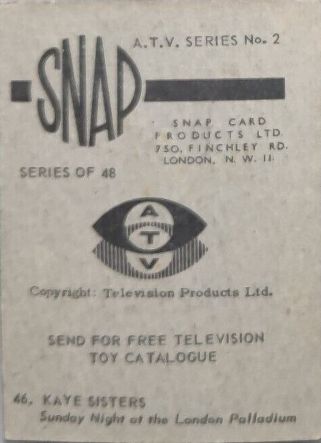 A.T.V. SERIES No. 2
SNAP
SNAP CARD
PRODUCTS LTD.
750, FINCHLEY RD.
LONDON, N. W. 11.
SERIES OF 48
A
T
V
Copyright: Television Products Ltd.
SEND FOR FREE TELEVISION
TOY CATALOGUE
46. KAYE SISTERS
Sunday Night at the London Palladium